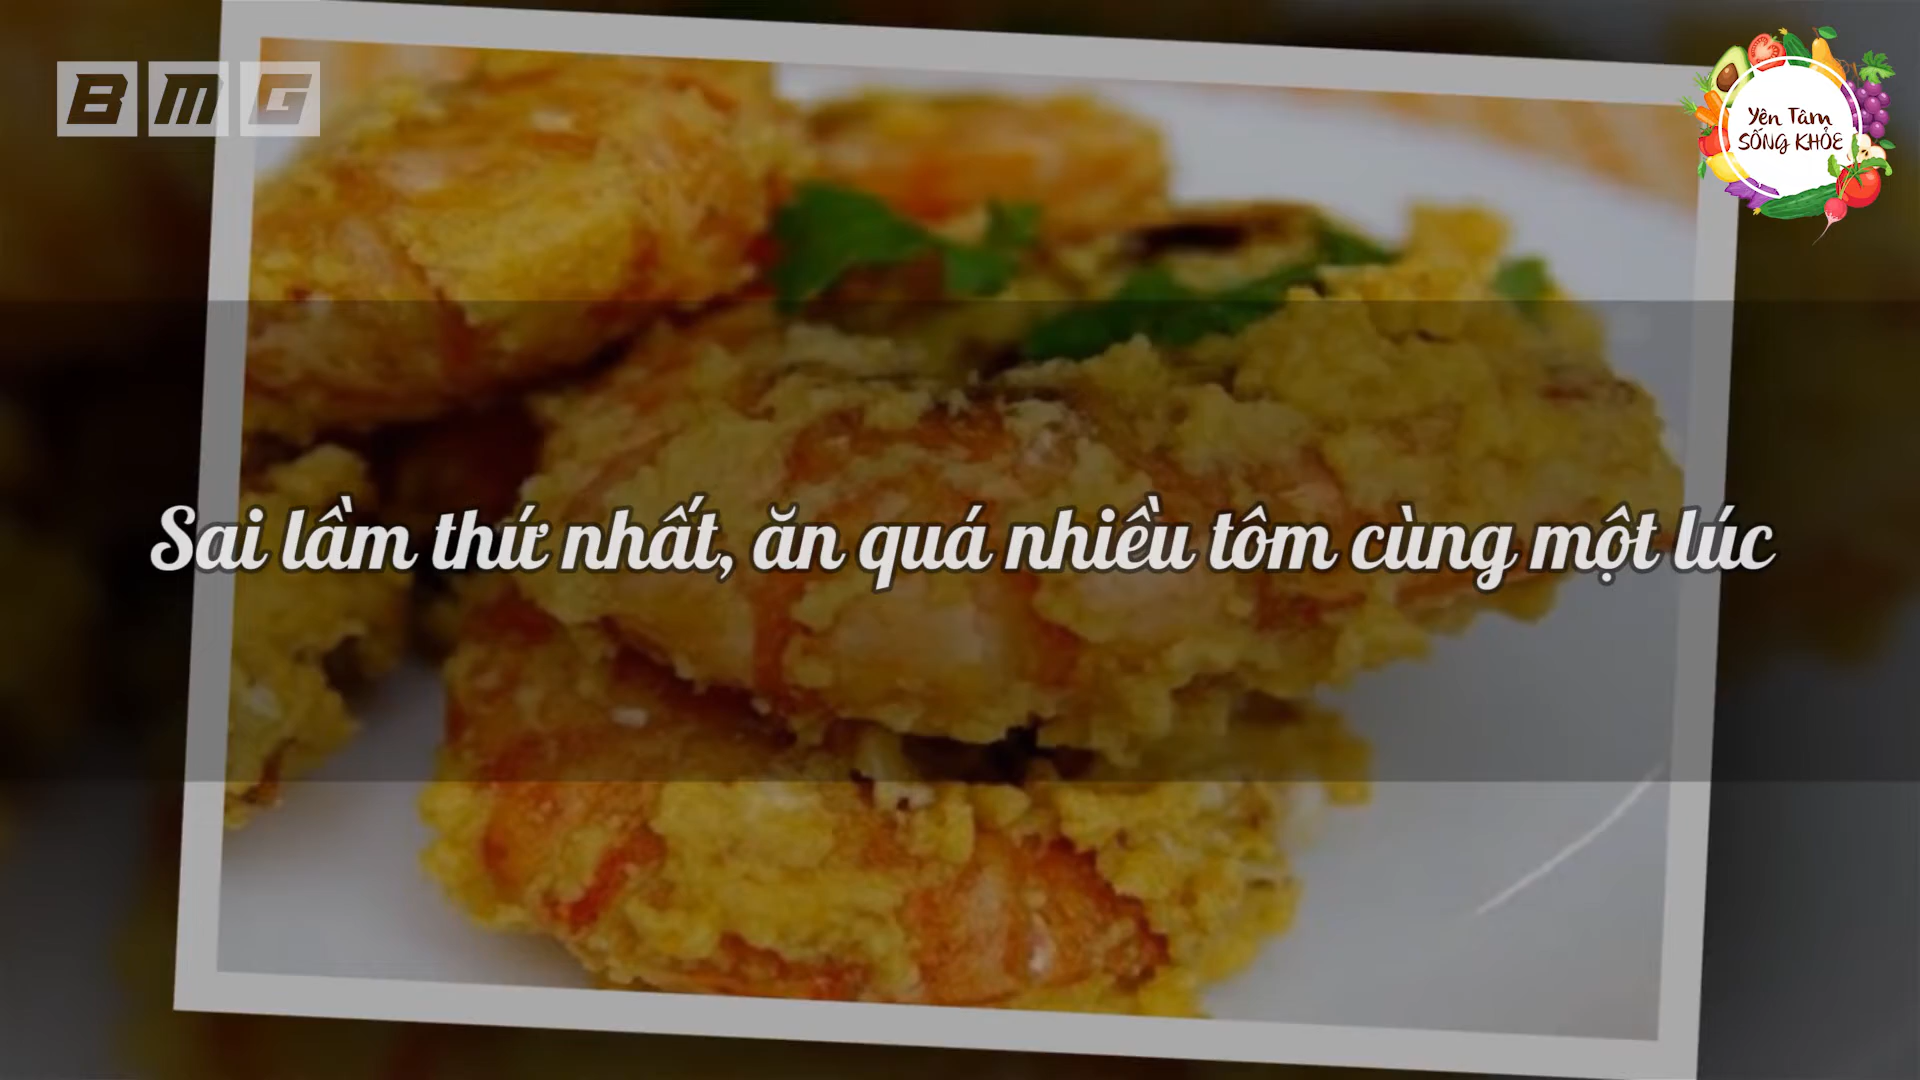 BMG
Yên Tâm
SỐNG KHỎE
Sai lầm thứ nhất, ăn quá nhiều tôm cùng một lúc